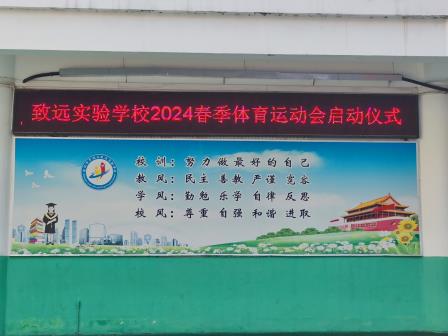 致远实验学校2024春季体育运动会启动仪式
校训：努力做最好的自己
教风：民主 善教 严谨 宽容
学风：勤勉 乐学 自律 反思
校风：尊重 自强 和谐 进取